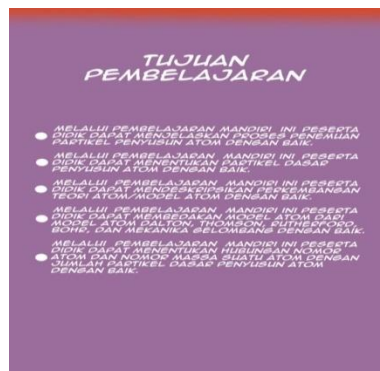 TUJUAN
PEMBELAJARAN
MELALUI PEMBELAJARAN MANDIRI INI PESERTA
DIDIK DAPAT MENJELASKAN PROSES PENEMUAN
PARTIKEL PENYUSUN ATOM DENGAN BAIK.
MELALUI PEMBELAJARAN MANDIRI INI PESERTA
DIDIK DAPAT MENENTUKAN PARTIKEL DASAR
PENYUSUN ATOM DENGAN BAIK.
MELALUI PEMBELAJARAN MANDIRI INI PESERTA
DIDIK DAPAT MENDESKRIPSIKAN PERKEMBANGAN
TEORI ATOM/MODEL ATOM DENGAN BAIK.
MELALUI PEMBELAJARAN MANDIRI INI PESERTA
DIDIK DAPAT MEMBEDAKAN MODEL ATOM DARI
MODEL ATOM DALTON, THOMSON, RUTHERFORD,
BOHR, DAN MEKANIKA GELOMBANG DENGAN BAIK.
MELALUI PEMBELAJARAN MANDIRI INI PESERTA
DIDIK DAPAT MENENTUKAN HUBUNGAN NOMOR
ATOM DAN NOMOR MASSA SUATU ATOM DENGAN
JUMLAH PARTIKEL DASAR PENYUSUN ATOM
DENGAN BAIK.